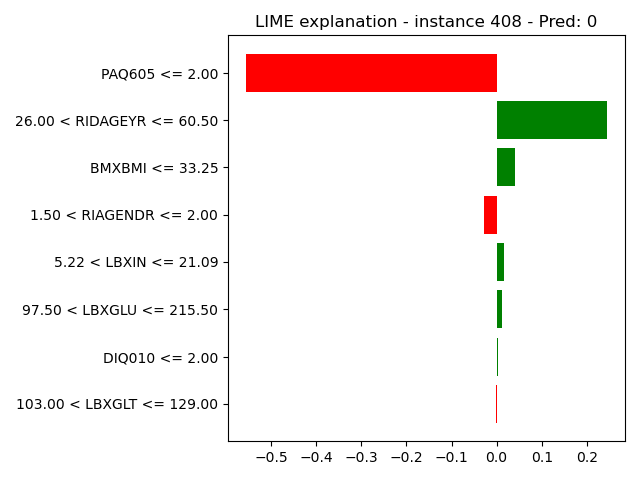 LIME explanation - instance 408 - Pred: 0
PAQ605 <= 2.00
26.00 < RIDAGEYR <= 60.50
BMXBMI <= 33.25
1.50 < RIAGENDR <= 2.00
5.22 < LBXIN <= 21.09
97.50 < LBXGLU <= 215.50
DIQ010 <= 2.00
103.00 < LBXGLT <= 129.00
−0.5 −0.4 −0.3 −0.2 −0.1 0.0 0.1 0.2